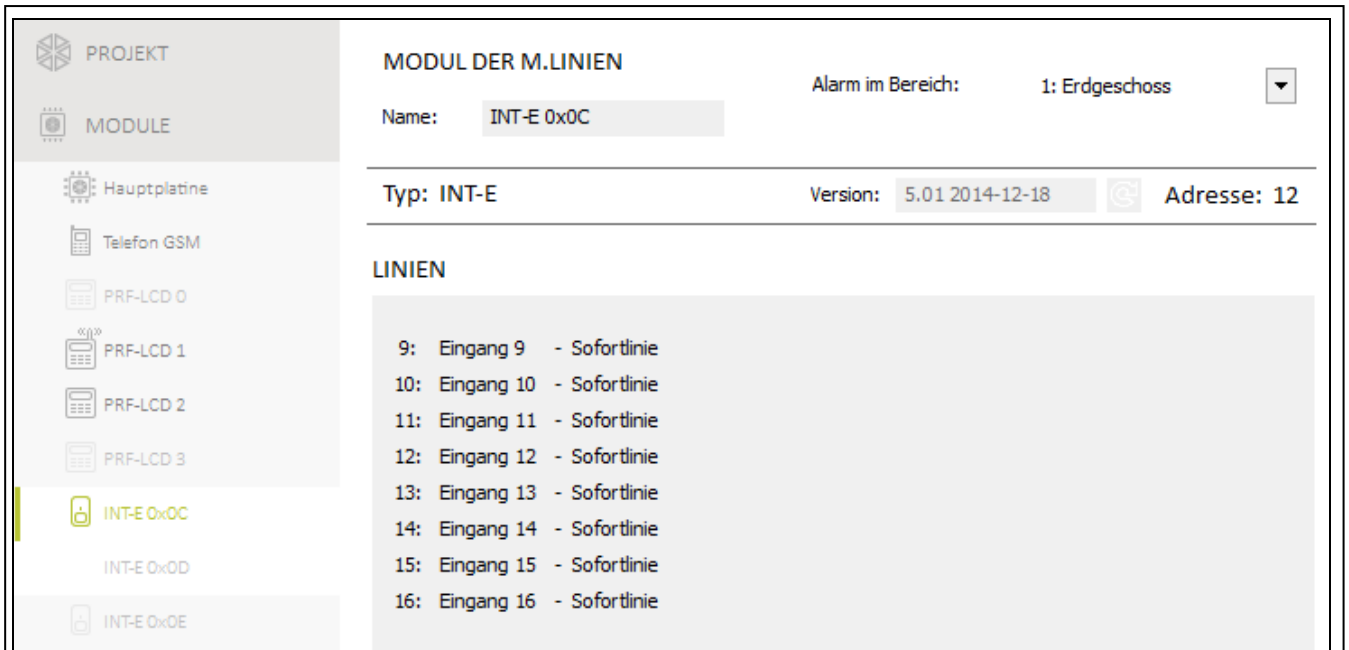 PROJEKT
MODULE
Hauptplatine
Telefon GSM
PRF-LCD 0
PRF-LCD 1
PRF-LCD 2
PRF-LCD 3
INT-E 0x0C
INT-E 0x0D
INT-E 0x0E
MODUL DER M.LINIEN
Name: INT-E 0x0C
Alarm im Bereich: 1: Erdgeschoss
Typ: INT-E Version: 5.01 2014-12-18 Adresse: 12
LINIEN
9: Eingang 9 - Sofortlinie
10: Eingang 10 - Sofortlinie
11: Eingang 11 - Sofortlinie
12: Eingang 12 - Sofortlinie
13: Eingang 13 - Sofortlinie
14: Eingang 14 - Sofortlinie
15: Eingang 15 - Sofortlinie
16: Eingang 16 - Sofortlinie